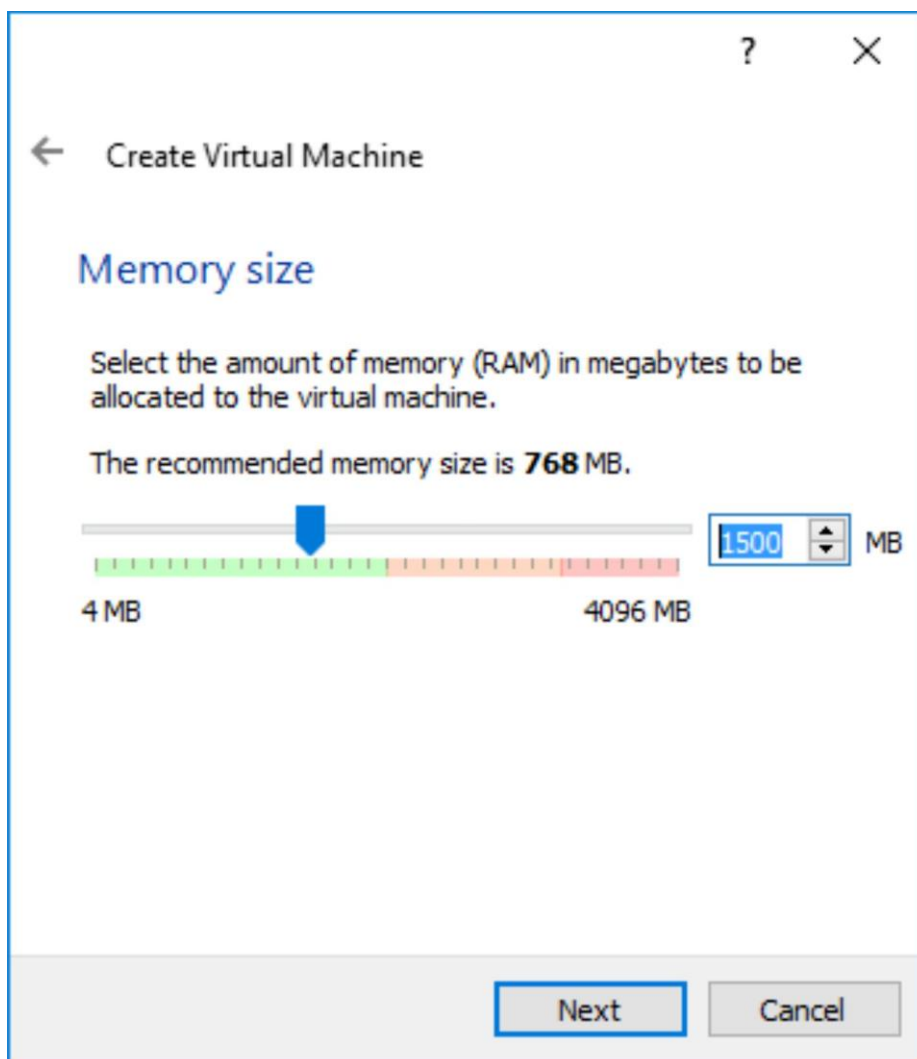 ?
Create Virtual Machine
Memory size
Select the amount of memory (RAM) in megabytes to be
allocated to the virtual machine.
The recommended memory size is 768 MB.
1500 MB
4 MB 4096 MB
Next Cancel